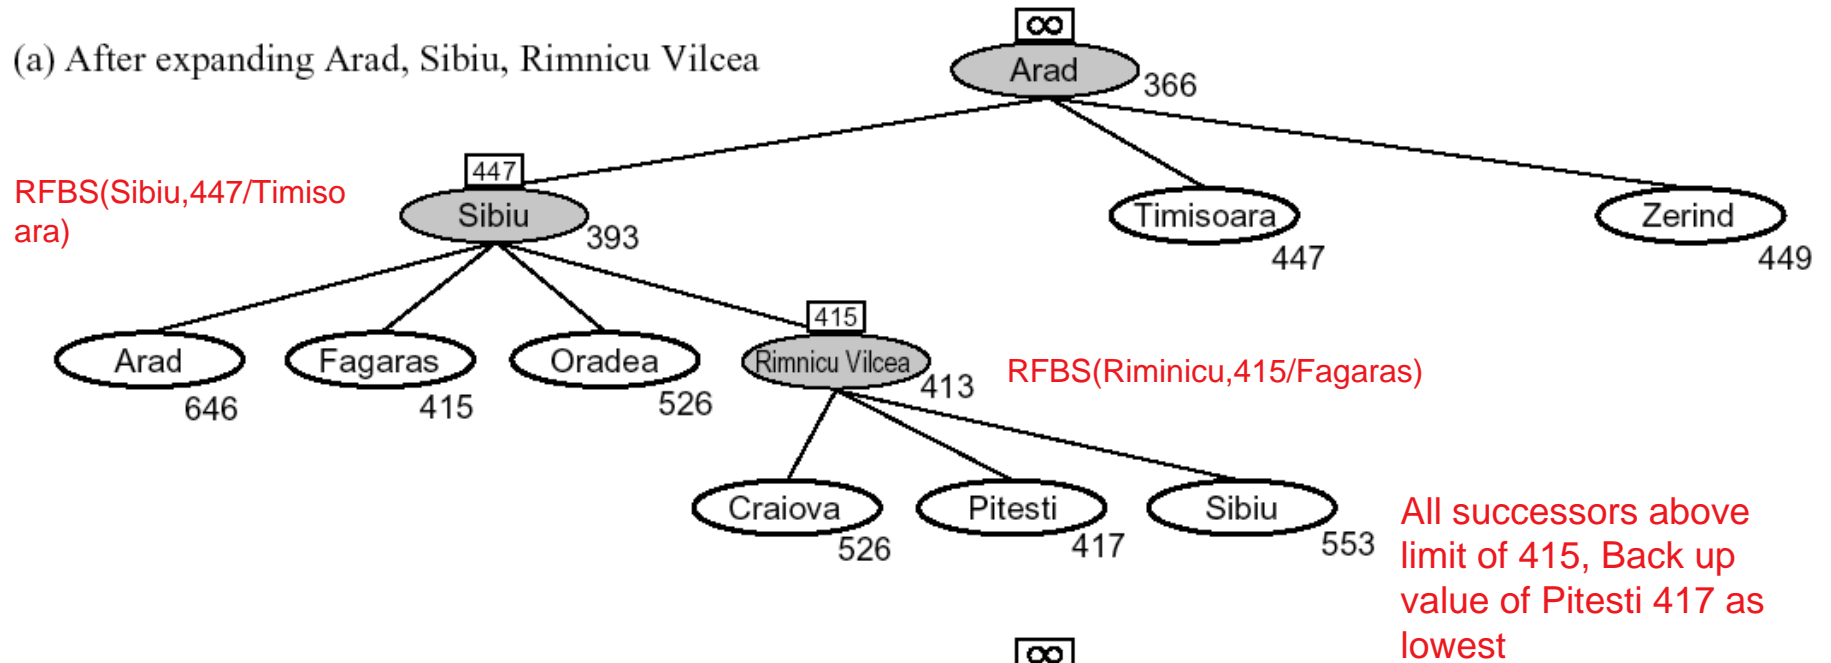 ∞
(a) After expanding Arad, Sibiu, Rimnicu Vilcea
Arad
366
447
RFBS(Sibiu,447/Timiso
ara)
Sibiu
393
Timisoara
447
Zerind
449
415
Arad
646
Fagaras
415
Oradea
526
Rimnicu Vilcea
413
RFBS(Riminicu,415/Fagaras)
Craiova
526
Pitesti
417
Sibiu
553
All successors above
limit of 415, Back up
value of Pitesti 417 as
lowest
∞